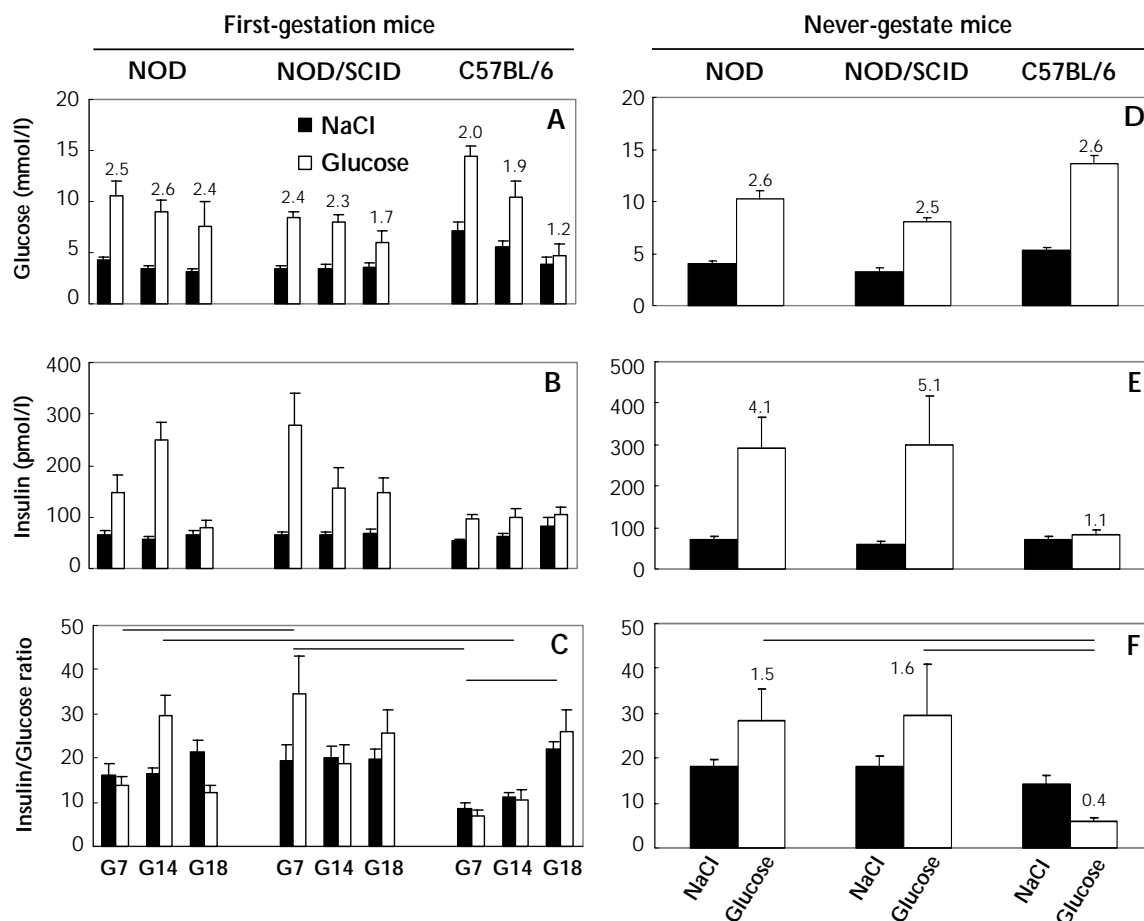 First-gestation mice
NOD NOD/SCID C57BL/6
Glucose (mmol/l)
20
15
10
5
0
A
NaCl
Glucose
2.5 2.6 2.4 2.4 2.3 1.7 2.0 1.9 1.2
Insulin (pmol/l)
400
300
200
100
0
B
Insulin/Glucose ratio
50
40
30
20
10
0
C
G7 G14 G18 G7 G14 G18 G7 G14 G18
Never-gestate mice
NOD NOD/SCID C57BL/6
20
15
10
5
0
D
2.6 2.5 2.6
500
400
300
200
100
0
E
4.1 5.1 1.1
50
40
30
20
10
0
F
1.5 1.6 0.4
NaCl Glucose NaCl Glucose NaCl Glucose